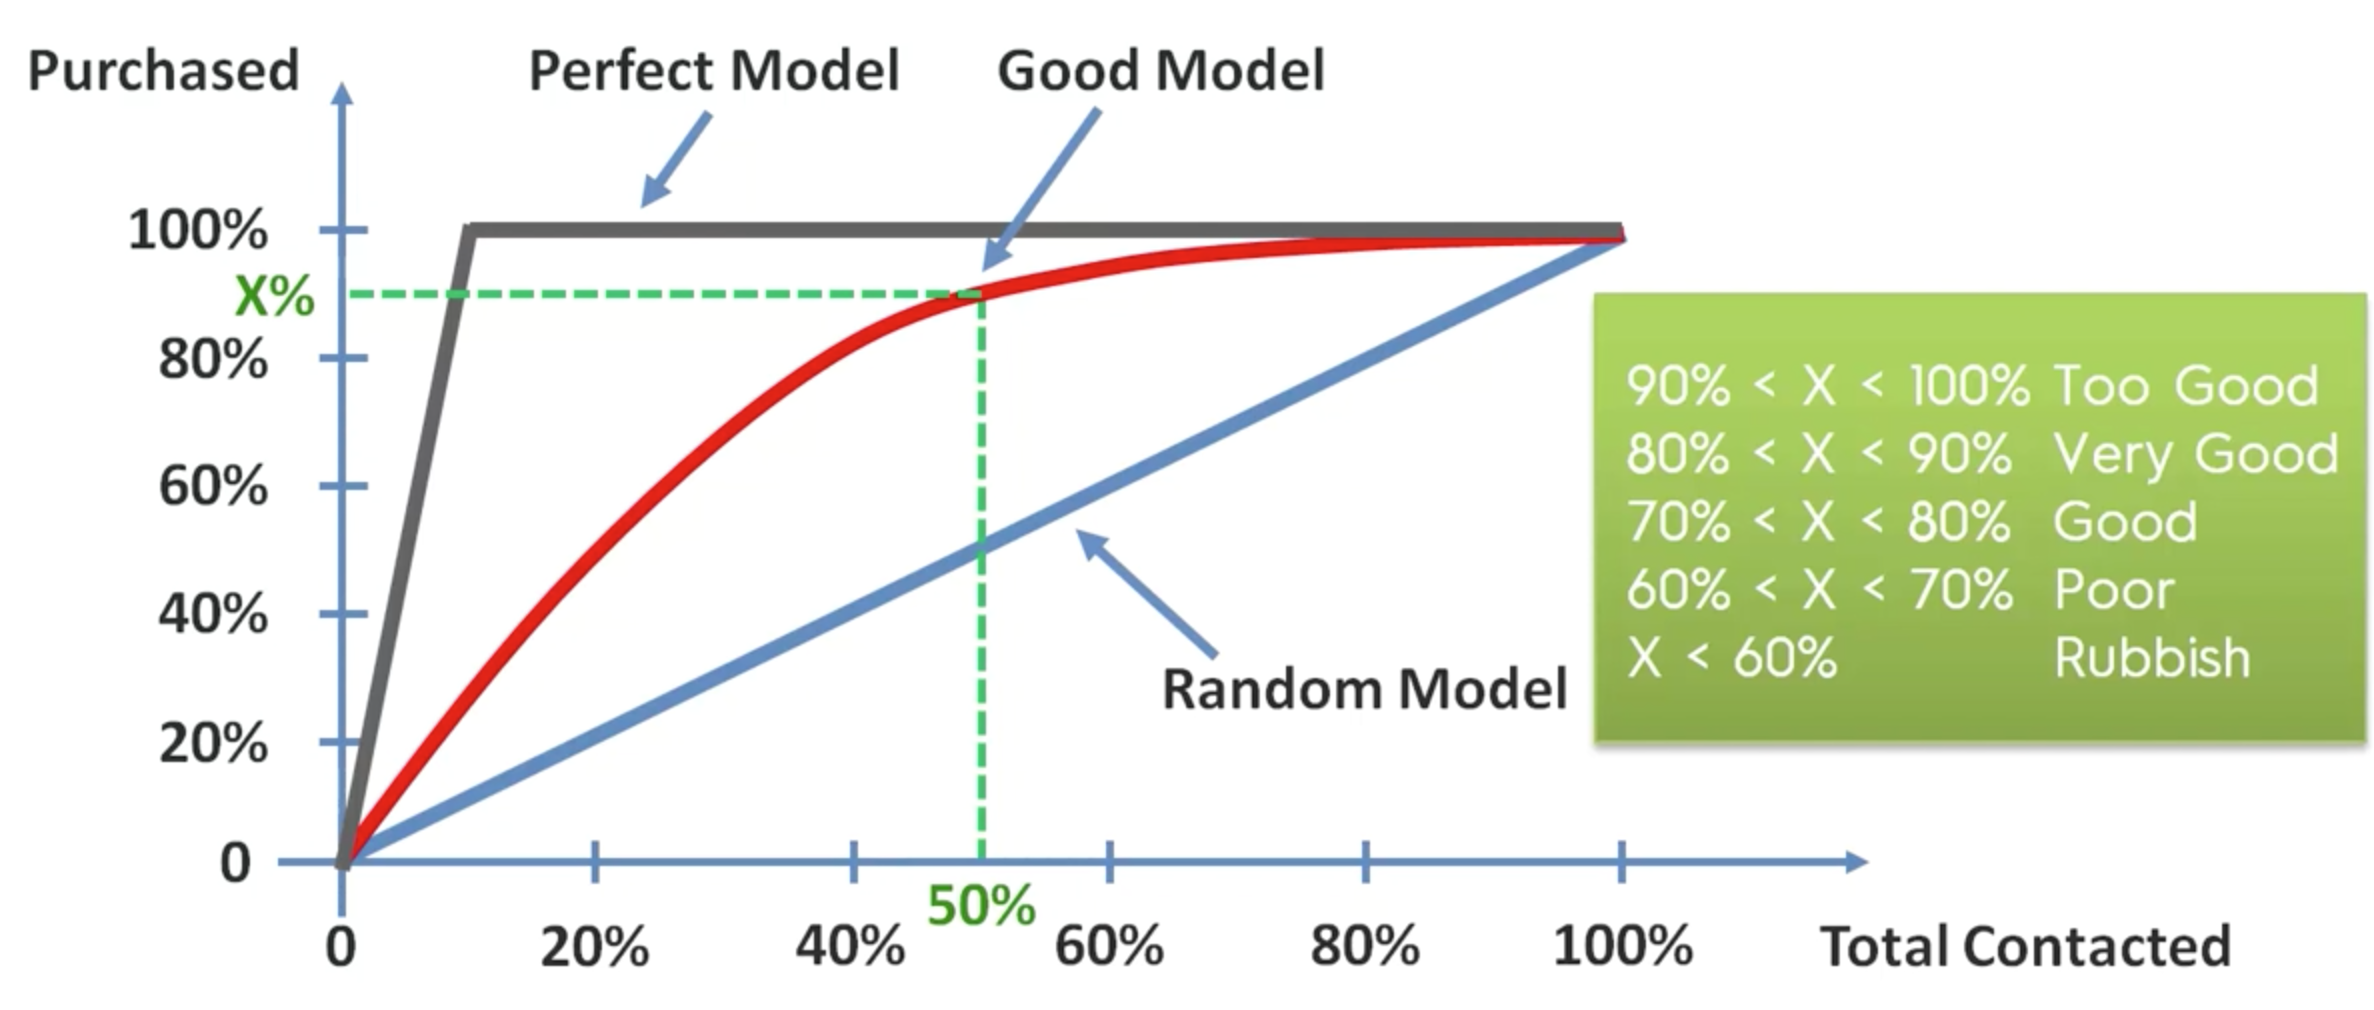 Purchased
Perfect Model
Good Model
100%
X%
80%
60%
40%
20%
0
Random Model
90% < X < 100% Too Good
80% < X < 90% Very Good
70% < X < 80% Good
60% < X < 70% Poor
X < 60% Rubbish
50%
0 20% 40% 60% 80% 100% Total Contacted